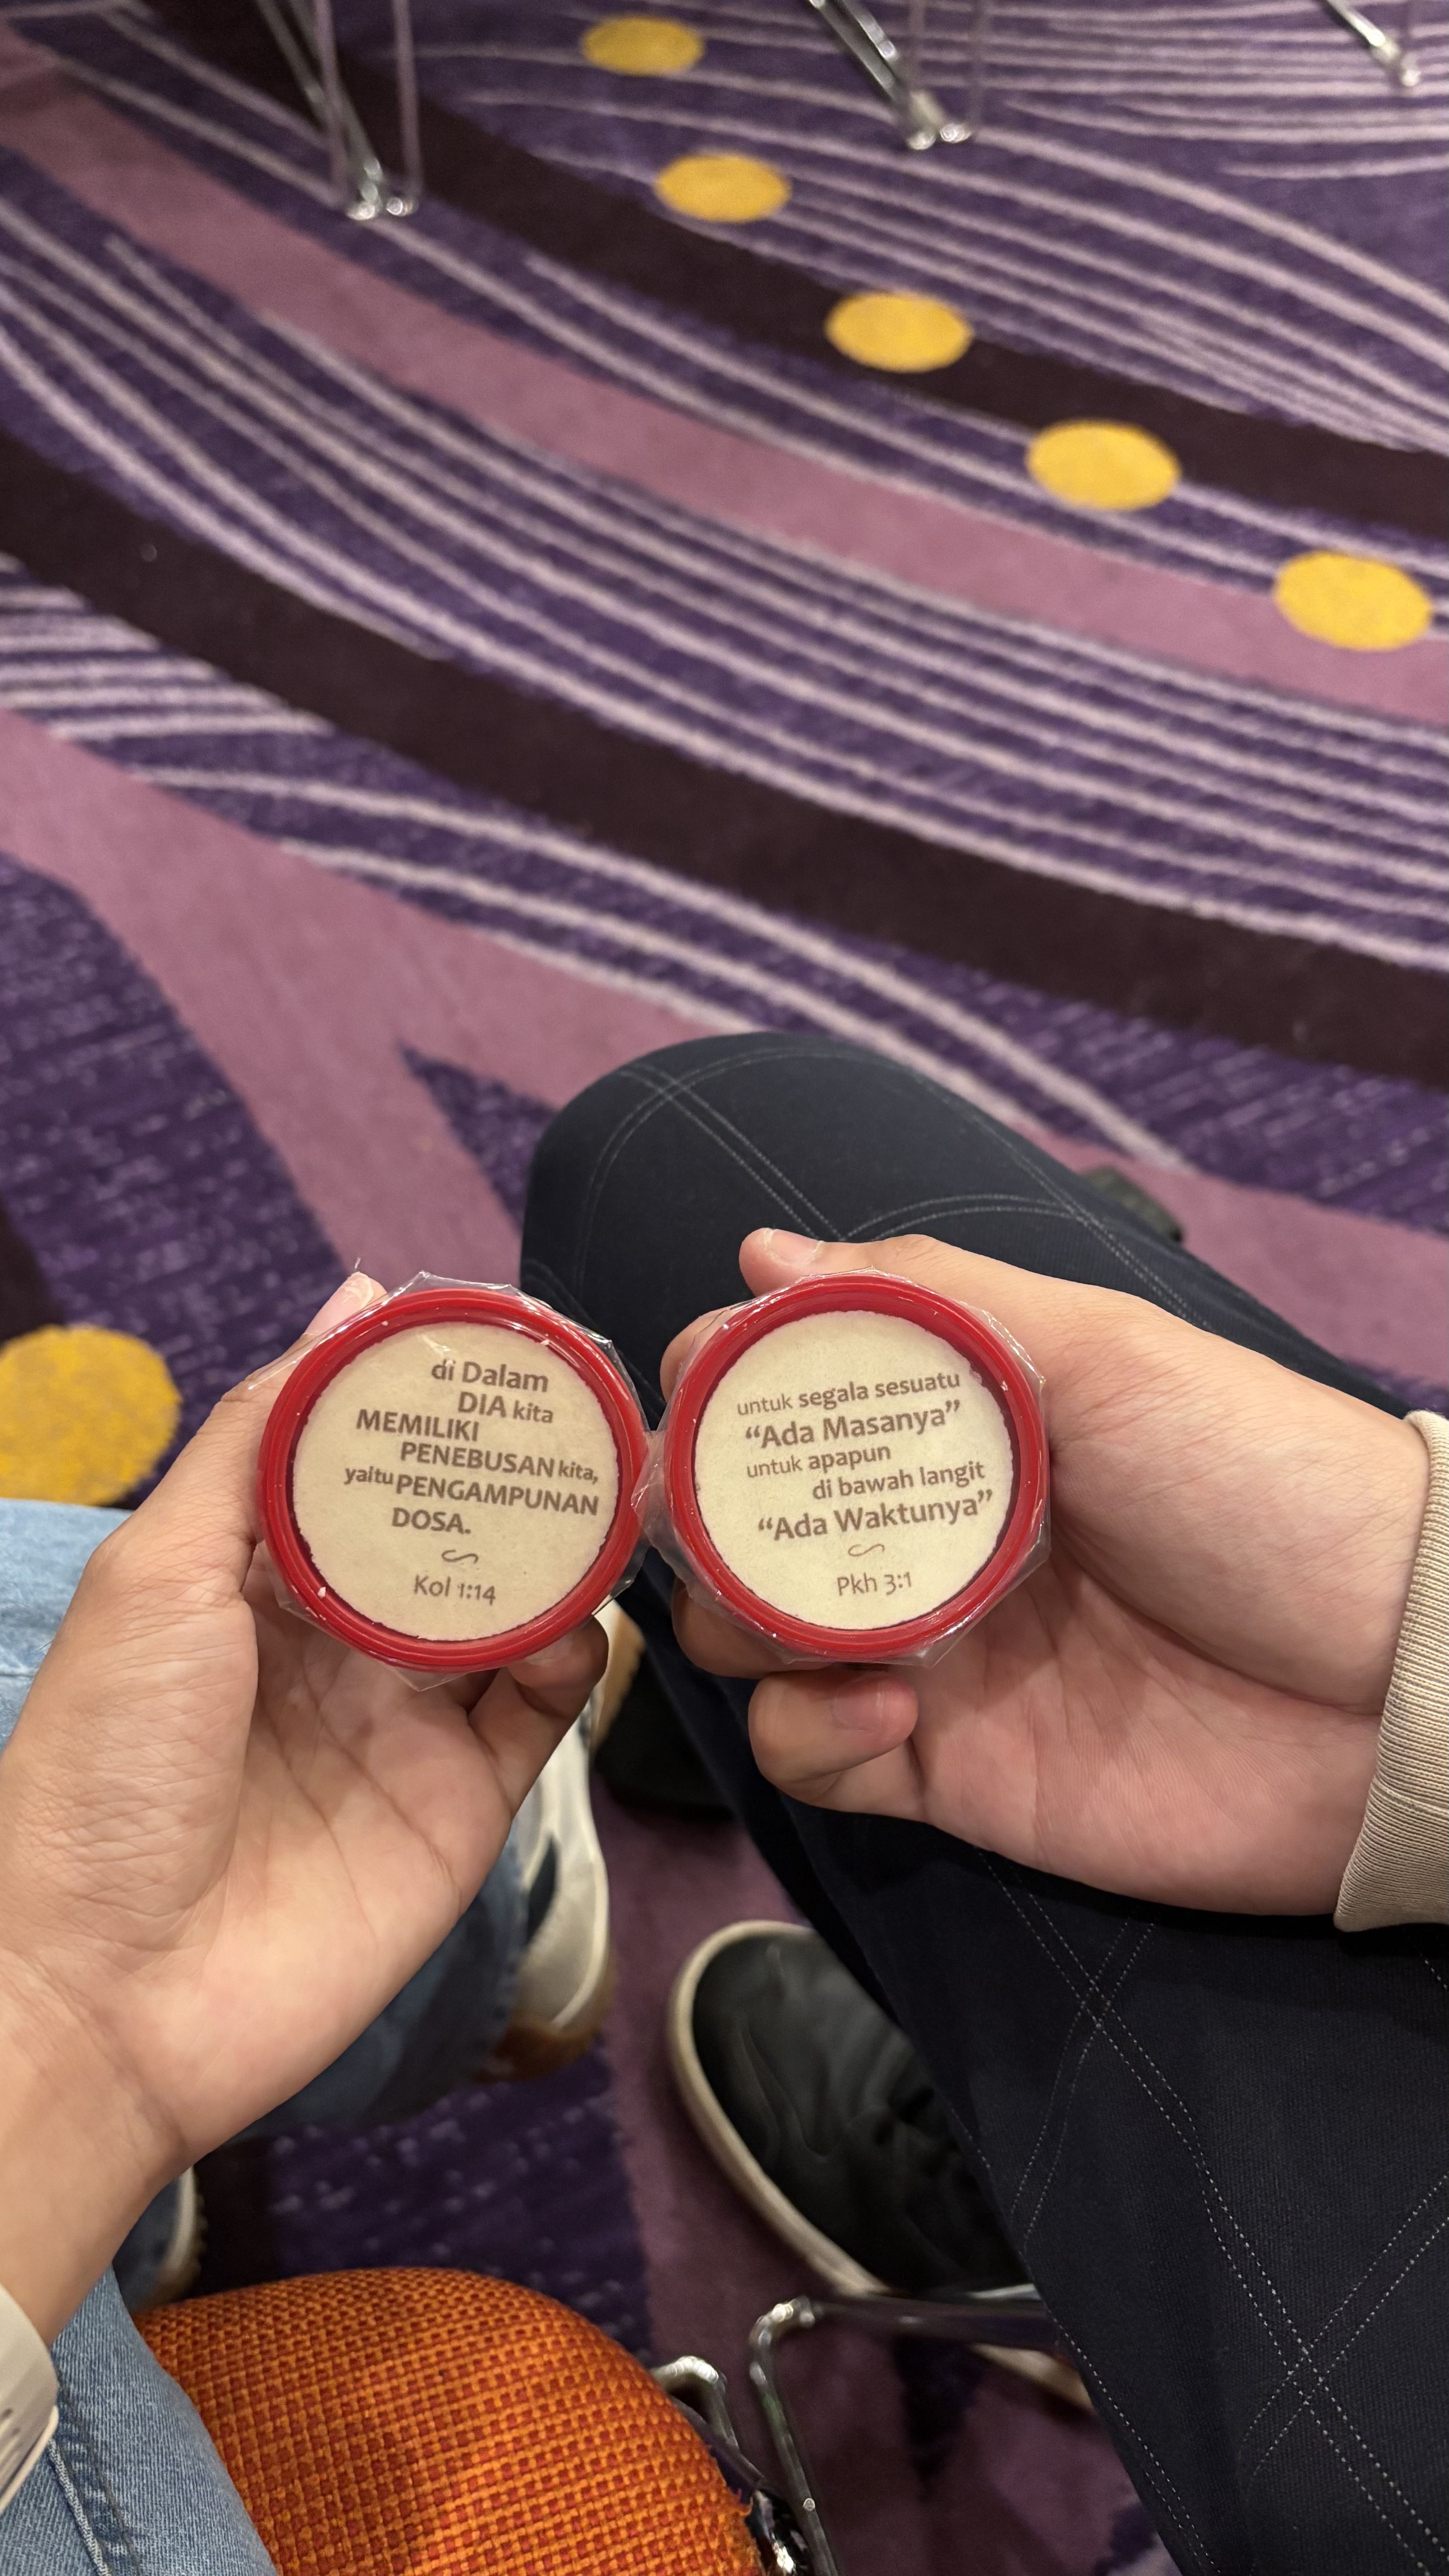 di Dalam
DIA kita
MEMILIKI
PENEBUSAN kita,
yaitu PENGAMPUNAN
DOSA.
Kol 1:14
untuk segala sesuatu
“Ada Masanya”
untuk apapun
di bawah langit
“Ada Waktunya”
Pkh 3:1